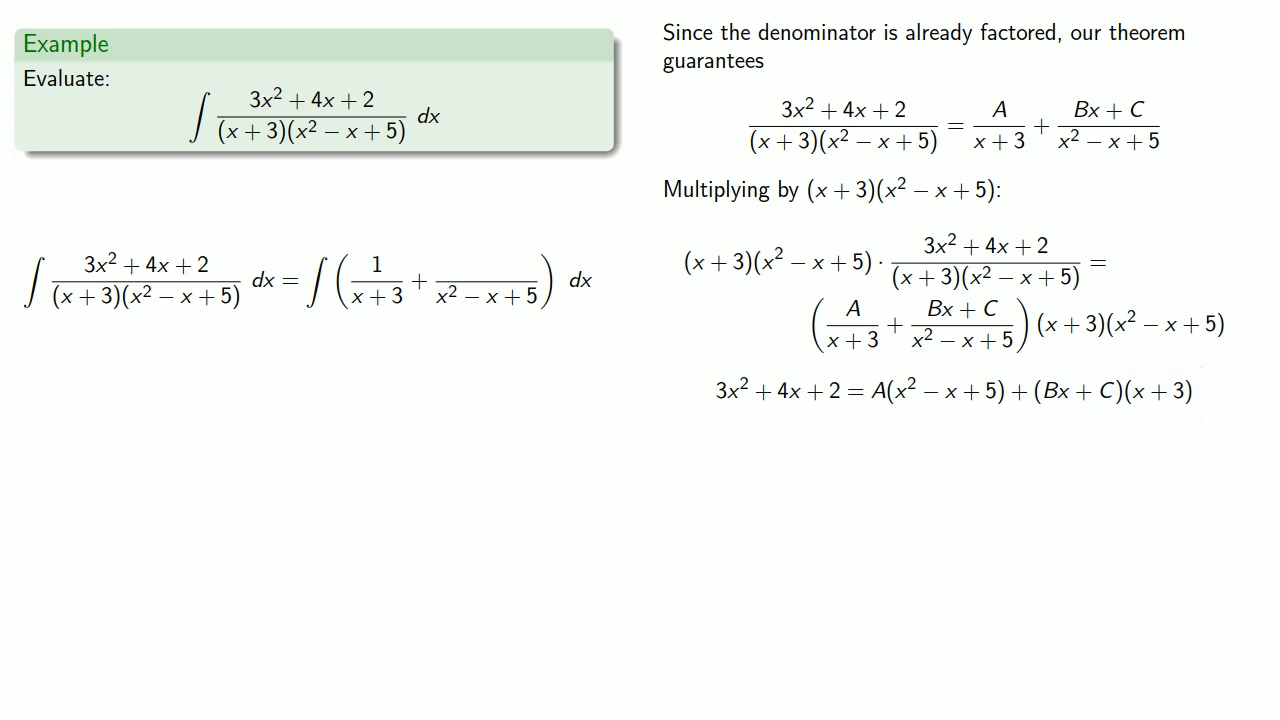 Example
Evaluate:
∫ (3x² + 4x + 2)/((x + 3)(x² − x + 5)) dx
∫ (3x² + 4x + 2)/((x + 3)(x² − x + 5)) dx = ∫ (1/(x + 3) + /(x² − x + 5)) dx
Since the denominator is already factored, our theorem
guarantees
(3x² + 4x + 2)/((x + 3)(x² − x + 5)) = A/(x + 3) + (Bx + C)/(x² − x + 5)
Multiplying by (x + 3)(x² − x + 5):
(x + 3)(x² − x + 5) · (3x² + 4x + 2)/((x + 3)(x² − x + 5)) =
(A/(x + 3) + (Bx + C)/(x² − x + 5)) (x + 3)(x² − x + 5)
3x² + 4x + 2 = A(x² − x + 5) + (Bx + C)(x + 3)